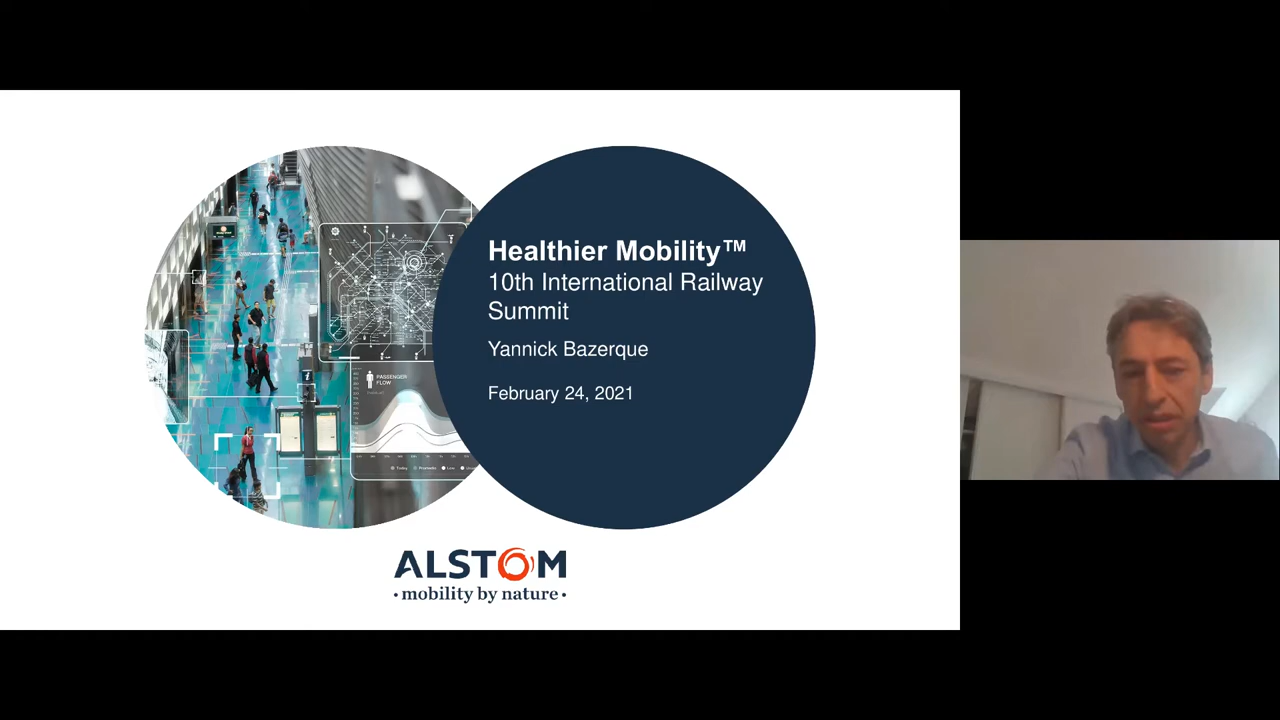 Healthier Mobility™
10th International Railway
Summit
Yannick Bazerque
February 24, 2021
PASSENGER
FLOW
ALSTOM
•mobility by nature•